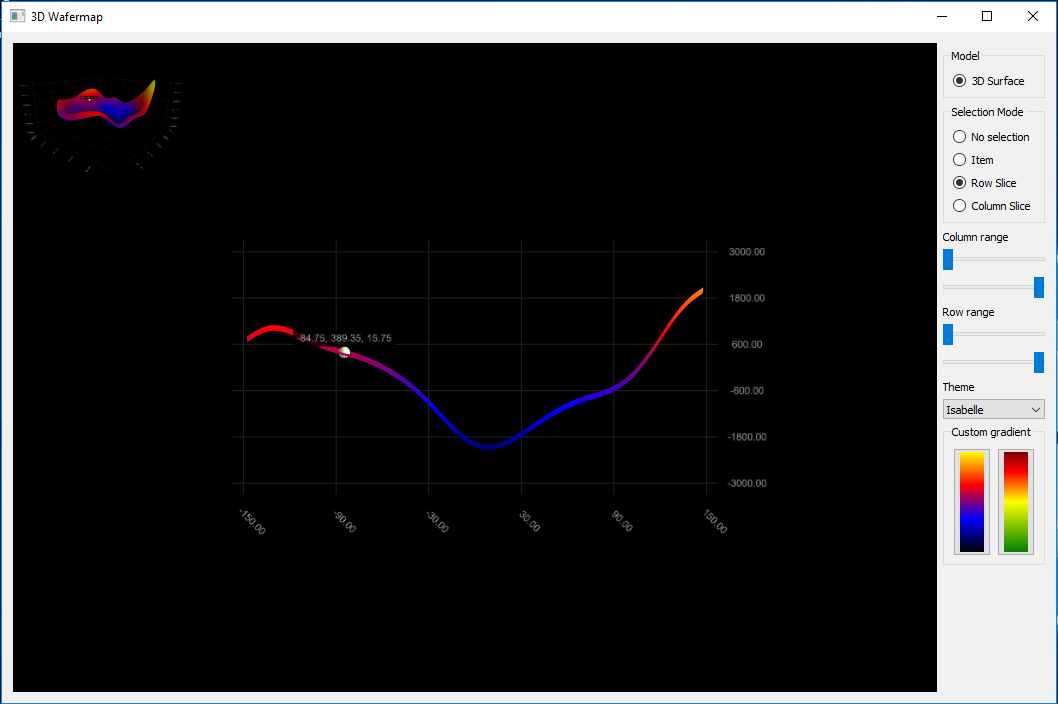 3D Wafermap
Model
3D Surface
Selection Mode
No selection
Item
Row Slice
Column Slice
Column range
Row range
Theme
Isabelle
Custom gradient
3000.00
1800.00
600.00
-600.00
-1800.00
-3000.00
-84.75, 389.35, 15.75
-150.00
-90.00
-30.00
30.00
90.00
150.00